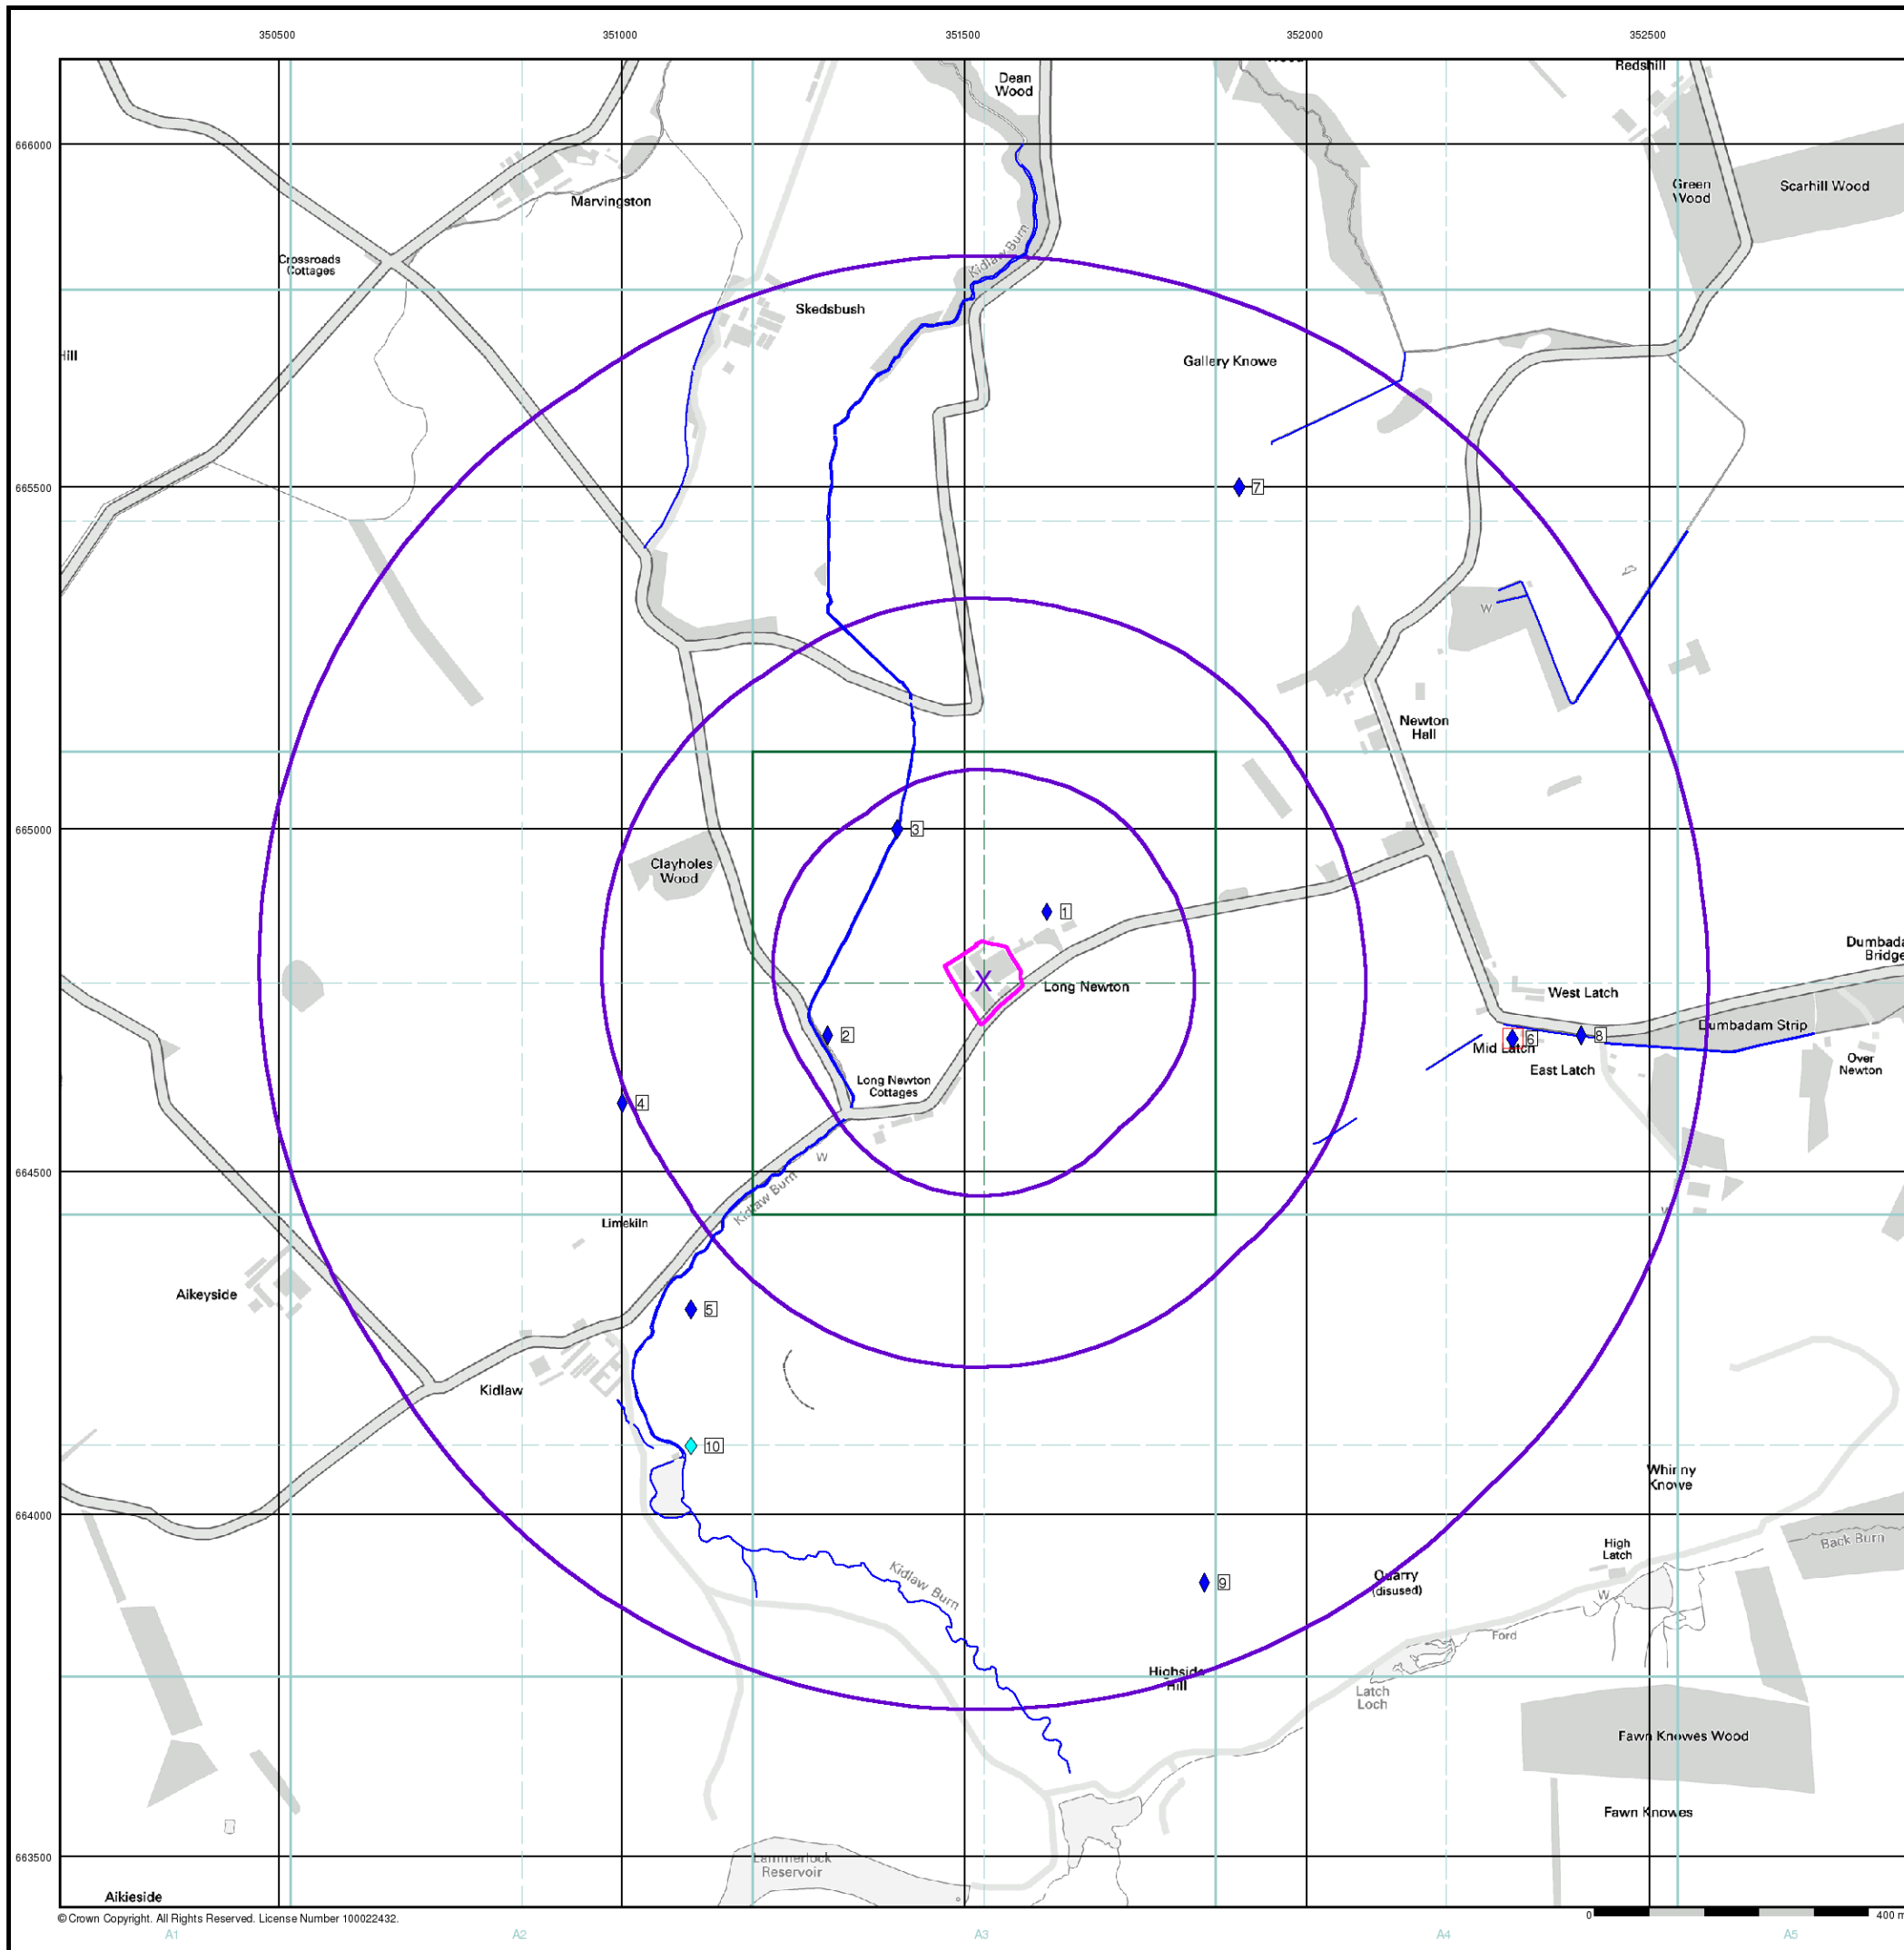 350500 351000 351500 352000 352500
Redshill
Dean
Wood
666000
Green
Wood
Scarhill Wood
Marvingston
Kidlaw Burn
Crossroads
Cottages
Skedsbush
Hill
Gallery Knowe
665500
7
W
Newton
Hall
665000
3
Clayholes
Wood
1
Dumbada
Bridge
X
Long Newton
West Latch
2
Dumbadam Strip
6
8
Mid Latch
East Latch
Over
Newton
Long Newton
Cottages
4
W
664500
Kidlaw Burn
Limekiln
Aikeyside
5
Kidlaw
10
Whinny
Knowe
664000
High
Latch
Back Burn
Kidlaw Burn
9
Quarry
(disused)
W
Ford
Highside
Hill
Latch
Loch
Fawn Knowes Wood
Fawn Knowes
663500
Lammerlock
Reservoir
Aikieside
© Crown Copyright. All Rights Reserved. License Number 100022432.
0 400 m
A1 A2 A3 A4 A5